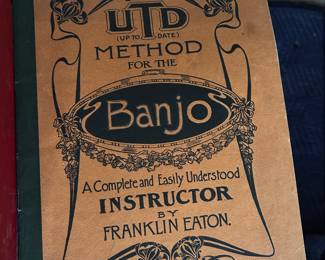 UTD
(UP TO DATE)
METHOD
FOR THE
Banjo
A Complete and Easily Understood
INSTRUCTOR
BY
FRANKLIN EATON.